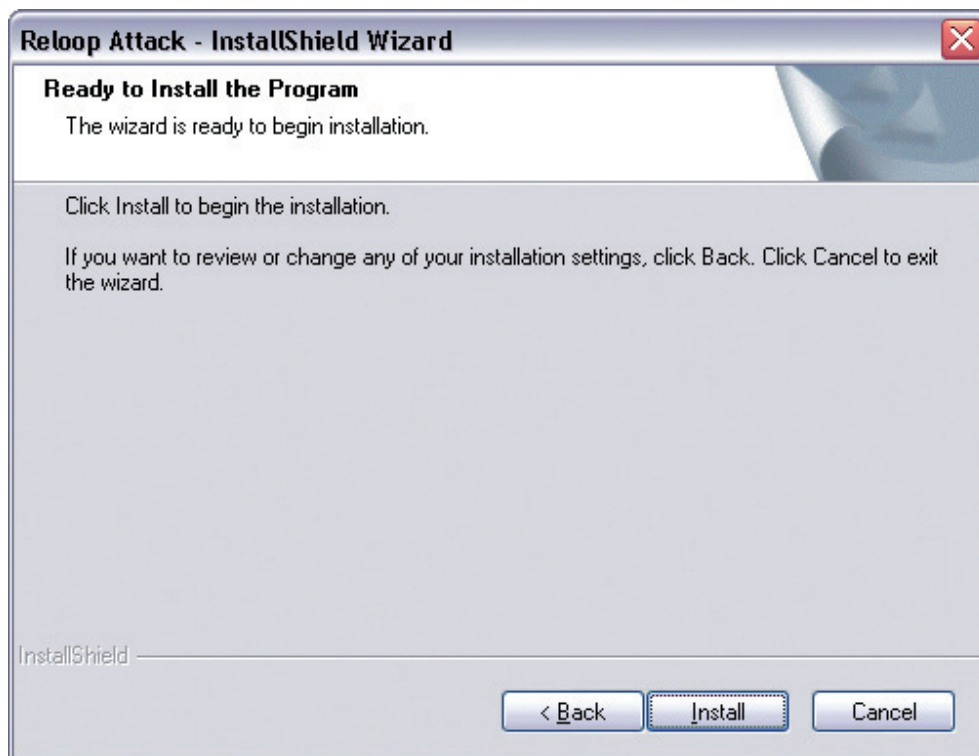 Reloop Attack - InstallShield Wizard
Ready to Install the Program
The wizard is ready to begin installation.
Click Install to begin the installation.
If you want to review or change any of your installation settings, click Back. Click Cancel to exit
the wizard.
InstallShield
< Back
Install
Cancel